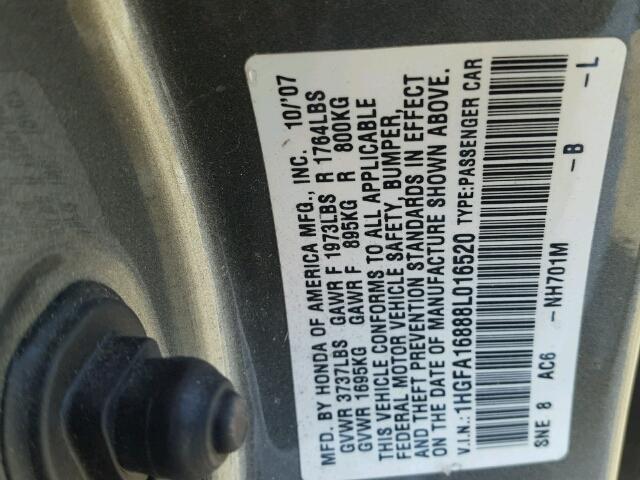 MFD. BY HONDA OF AMERICA MFG., INC. 10/'07
GVWR 3737LBS GAWR F 1973LBS R 1764LBS
GVWR 1695KG GAWR F 895KG R 800KG
THIS VEHICLE CONFORMS TO ALL APPLICABLE
FEDERAL MOTOR VEHICLE SAFETY, BUMPER,
AND THEFT PREVENTION STANDARDS IN EFFECT
ON THE DATE OF MANUFACTURE SHOWN ABOVE.
V.I.N.: 1HGFA16888L016520 TYPE:PASSENGER CAR
SNE 8 AC6 -NH701M -B -L